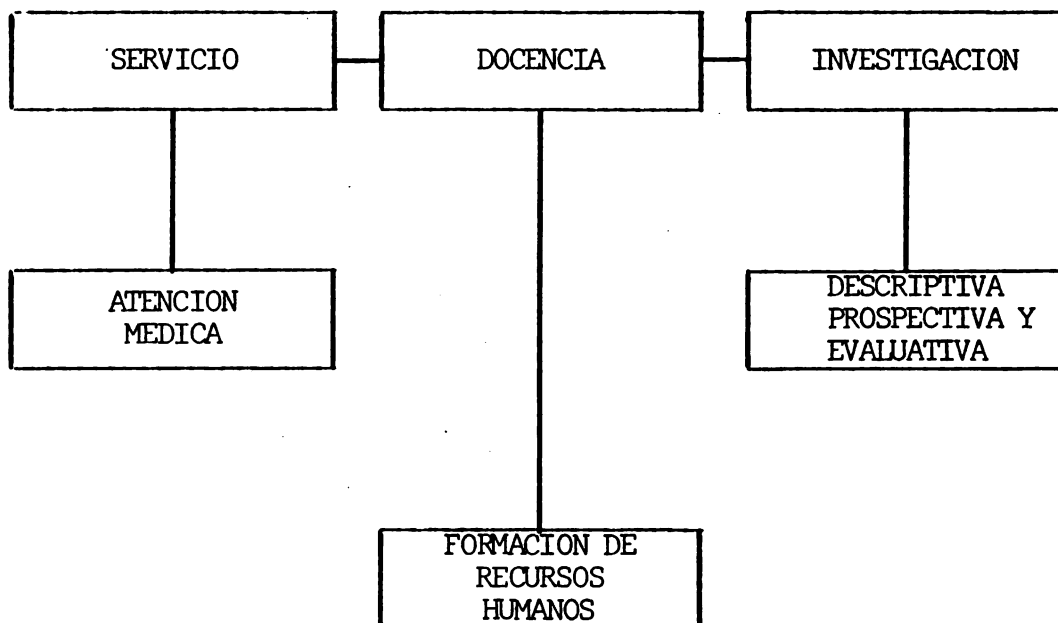 SERVICIO
DOCENCIA
INVESTIGACION
ATENCION
MEDICA
DESCRIPTIVA
PROSPECTIVA Y
EVALUATIVA
FORMACION DE
RECURSOS
HUMANOS